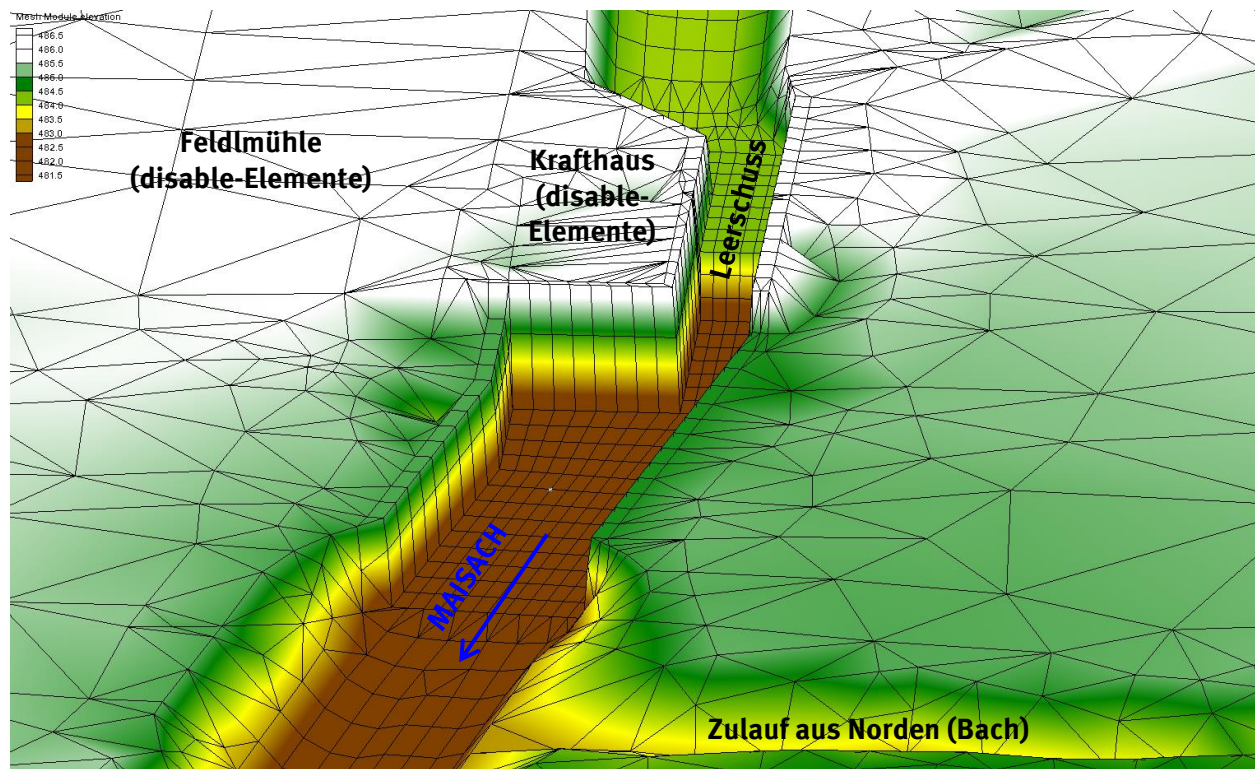 Mesh Module Elevation
486.5
486.0
485.5
485.0
484.5
484.0
483.5
483.0
482.5
482.0
481.5
Feldlmühle
(disable-Elemente)
Krafthaus
(disable-
Elemente)
Leerschuss
MAISACH
Zulauf aus Norden (Bach)